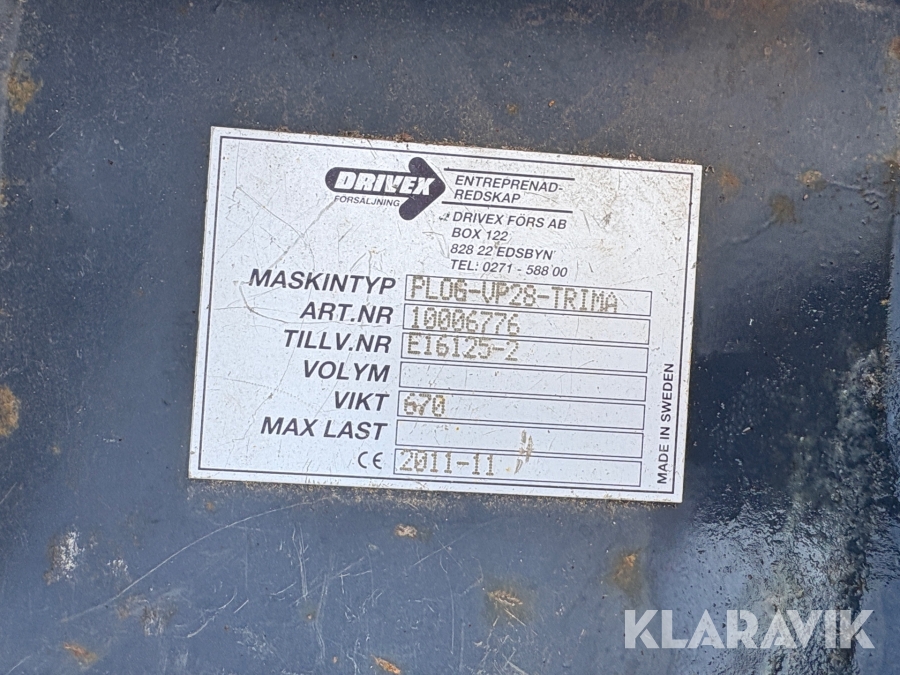 DRIVEX
FÖRSÄLJNING
ENTREPRENAD-
REDSKAP
DRIVEX FÖRS AB
BOX 122
828 22 EDSBYN
TEL: 0271 - 588 00
MASKINTYP PLOG-VP28-TRIMA
ART.NR 10006776
TILLV.NR E16125-2
VOLYM
VIKT 670
MAX LAST
CE 2011-11
MADE IN SWEDEN
KLARAVIK